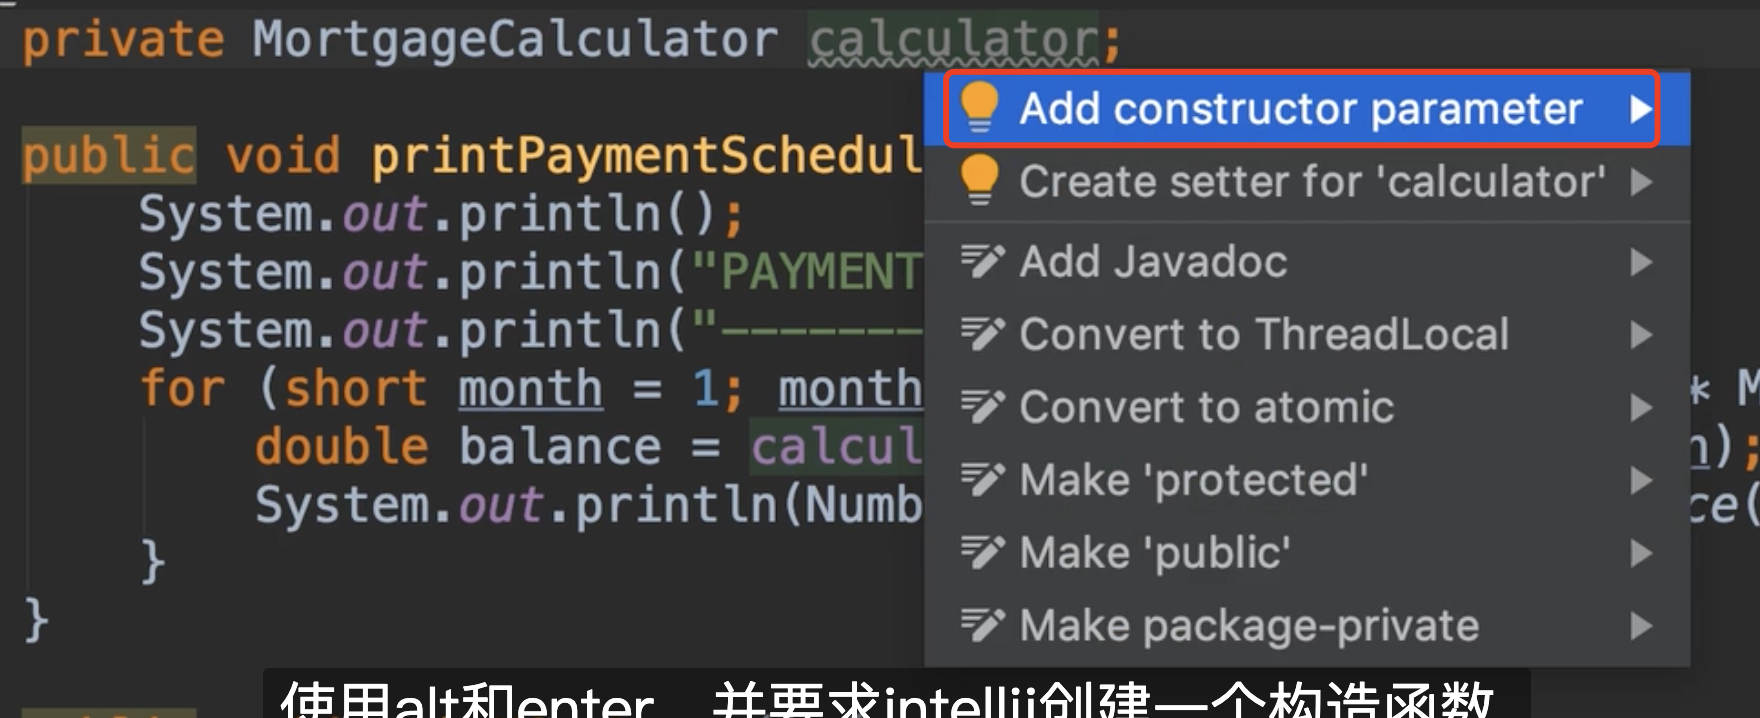 private MortgageCalculator calculator;
Add constructor parameter
public void printPaymentSchedul
Create setter for 'calculator'
System.out.println();
Add Javadoc
System.out.println("PAYMENT
Convert to ThreadLocal
System.out.println("-------
for (short month = 1; month
* M
Convert to atomic
double balance = calcul
);
Make 'protected'
System.out.println(Numb
ce(
Make 'public'
}
}
Make package-private
使用alt和enter 并要求intellij创建一个构造函数